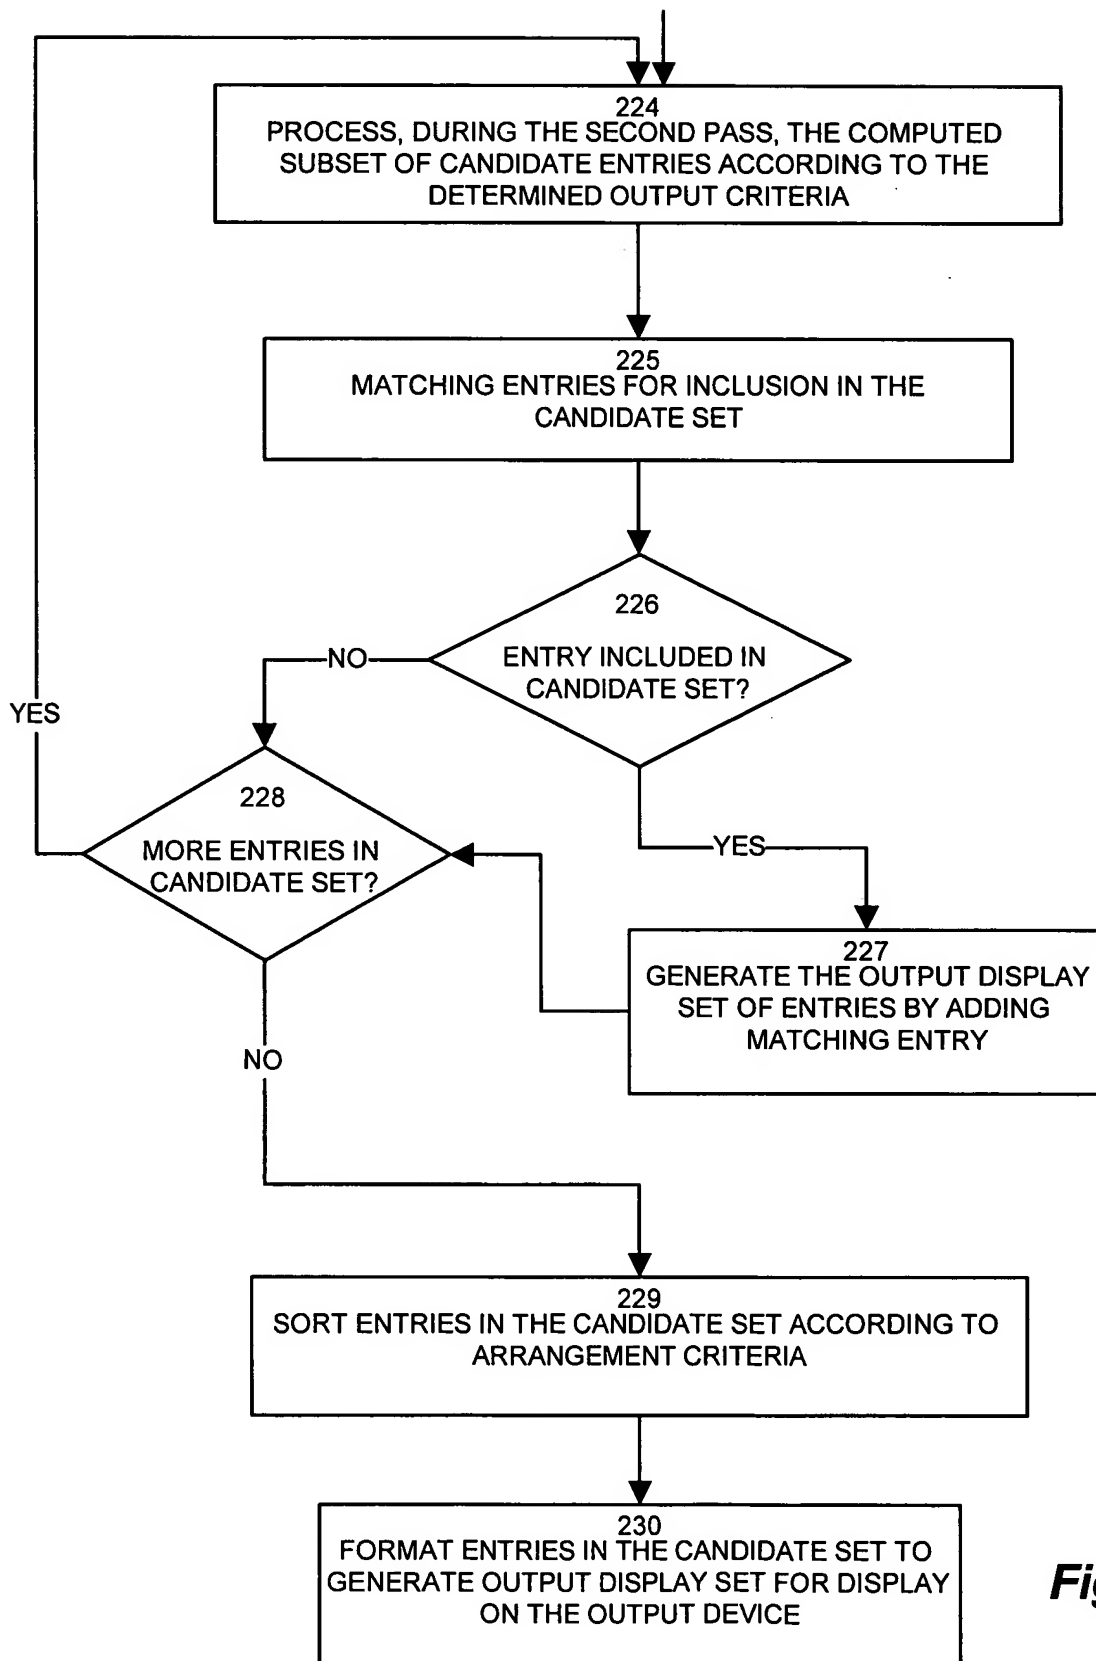 224
PROCESS, DURING THE SECOND PASS, THE COMPUTED
SUBSET OF CANDIDATE ENTRIES ACCORDING TO THE
DETERMINED OUTPUT CRITERIA
225
MATCHING ENTRIES FOR INCLUSION IN THE
CANDIDATE SET
226
ENTRY INCLUDED IN
CANDIDATE SET?
NO
YES
228
MORE ENTRIES IN
CANDIDATE SET?
YES
227
GENERATE THE OUTPUT DISPLAY
SET OF ENTRIES BY ADDING
MATCHING ENTRY
NO
229
SORT ENTRIES IN THE CANDIDATE SET ACCORDING TO
ARRANGEMENT CRITERIA
230
FORMAT ENTRIES IN THE CANDIDATE SET TO
GENERATE OUTPUT DISPLAY SET FOR DISPLAY
ON THE OUTPUT DEVICE